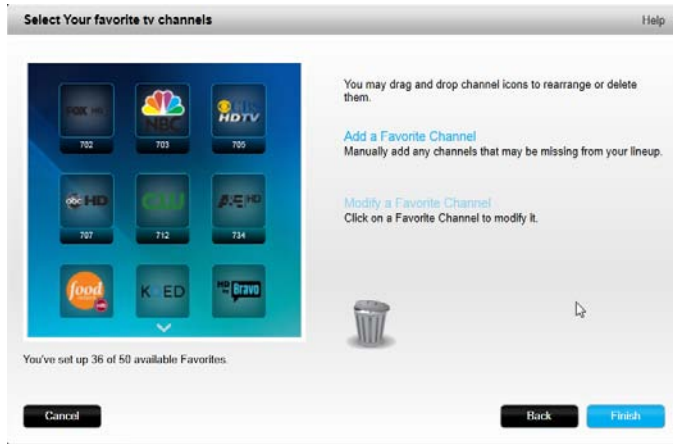 Select Your favorite tv channels
Help
FOX HD
NBC
CBS
HDTV
702
703
705
abc HD
CW
A&E HD
707
712
734
food
KQED
HD
by
Bravo
You may drag and drop channel icons to rearrange or delete
them.
Add a Favorite Channel
Manually add any channels that may be missing from your lineup.
Modify a Favorite Channel
Click on a Favorite Channel to modify it.
You've set up 36 of 50 available Favorites.
Cancel
Back
Finish